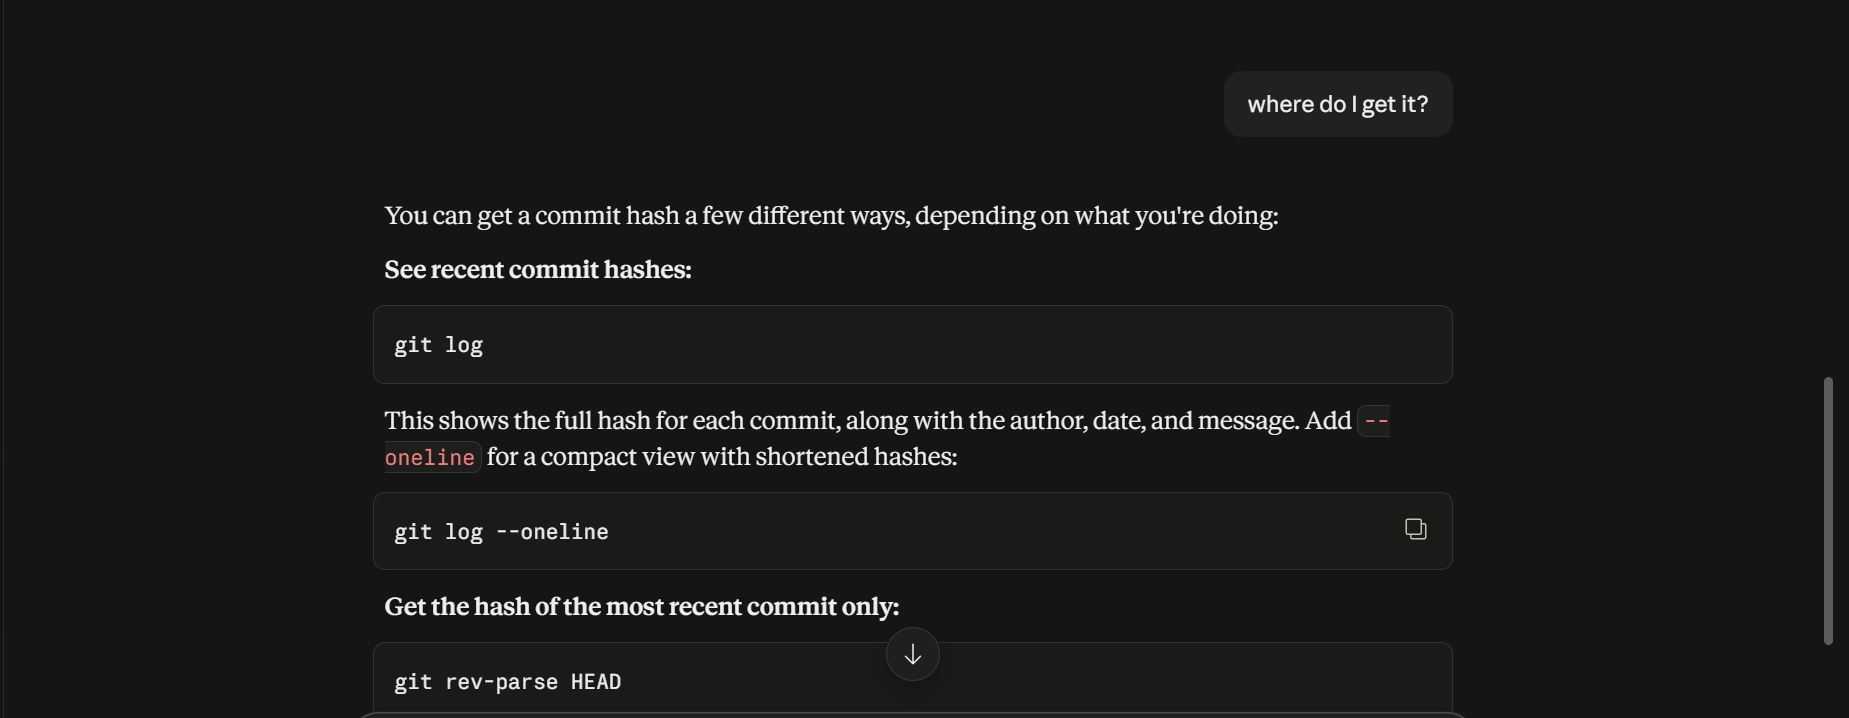 where do I get it?
You can get a commit hash a few different ways, depending on what you're doing:
See recent commit hashes:
git log
This shows the full hash for each commit, along with the author, date, and message. Add --
oneline for a compact view with shortened hashes:
git log --oneline
Get the hash of the most recent commit only:
git rev-parse HEAD